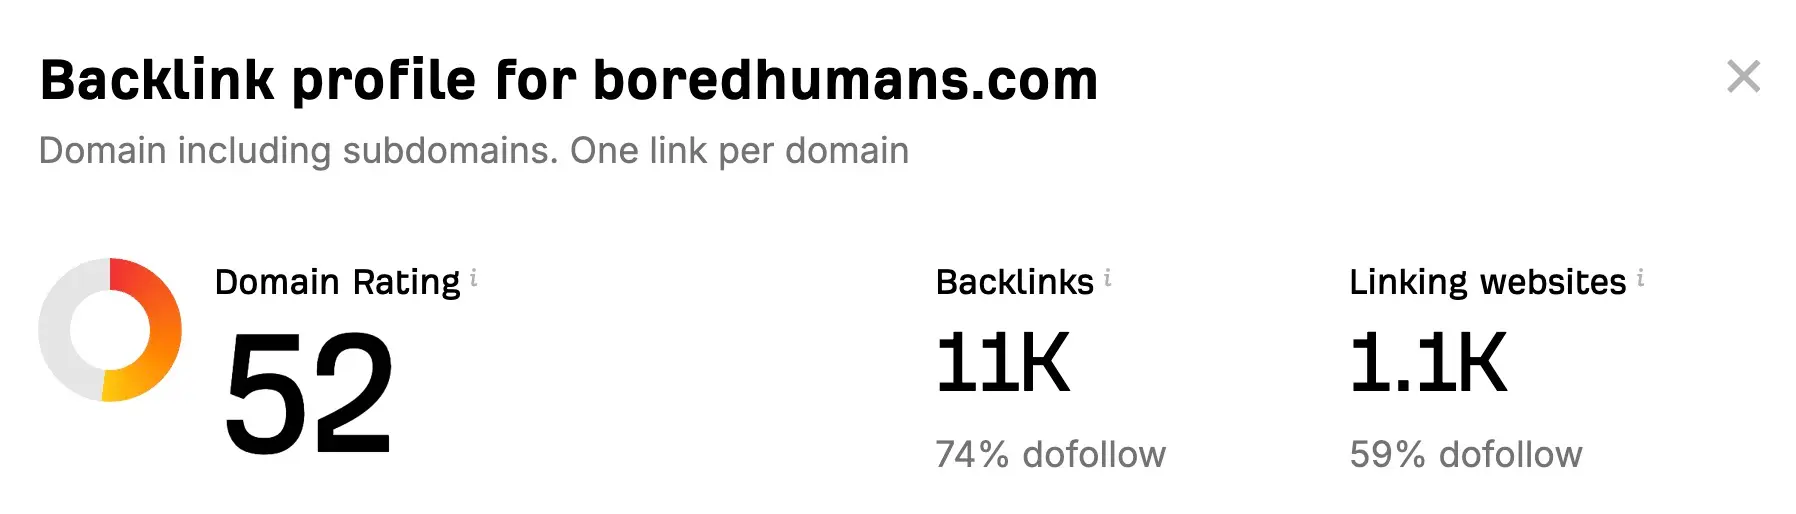 Backlink profile for boredhumans.com
Domain including subdomains. One link per domain
Domain Rating i
52
Backlinks i
11K
74% dofollow
Linking websites i
1.1K
59% dofollow